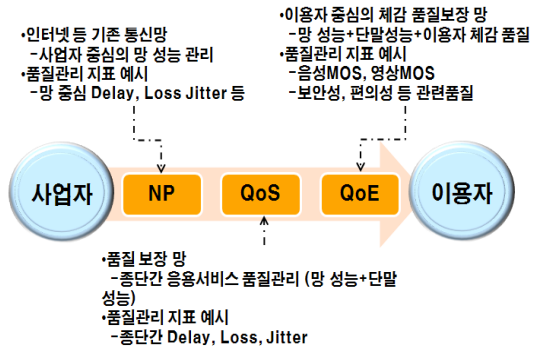 •인터넷 등 기존 통신망
-사업자 중심의 망 성능 관리
•품질관리 지표 예시
-망 중심 Delay, Loss Jitter 등
•이용자 중심의 체감 품질보장 망
-망 성능+단말성능+이용자 체감 품질
•품질관리 지표 예시
-음성MOS, 영상MOS
-보안성, 편의성 등 관련품질
사업자
NP
QoS
QoE
이용자
•품질 보장 망
-종단간 응용서비스 품질관리 (망 성능+단말
성능)
•품질관리 지표 예시
-종단간 Delay, Loss, Jitter